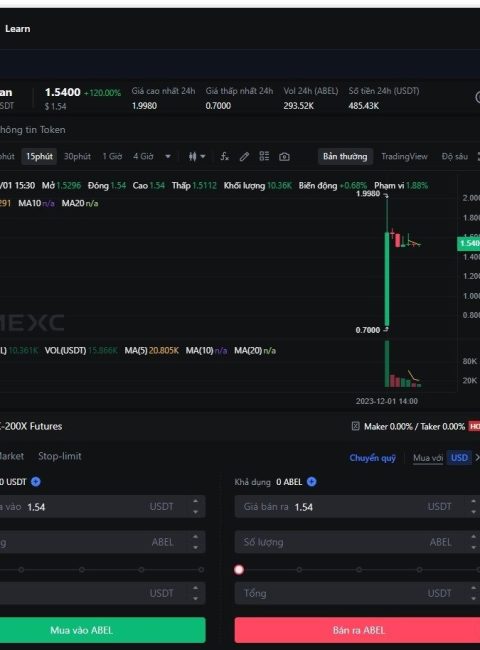 Learn
an 1.5400 +120.00% Giá cao nhất 24h Giá thấp nhất 24h Vol 24h (ABEL) Số tiền 24h (USDT)
SDT $ 1.54 1.9980 0.7000 293.52K 485.43K
hông tin Token
phút 15phút 30phút 1 Giờ 4 Giờ Bản thường TradingView Độ sâu
/01 15:30 Mở 1.5296 Đóng 1.54 Cao 1.54 Thấp 1.5112 Khối lượng 10.36K Biến động +0.68% Phạm vi 1.88%
291 MA10 n/a MA20 n/a
1.9980
2.000
1.800
1.5400
1.400
1.200
1.000
0.800
MEXC
0.7000
L) 10.361K VOL(USDT) 15.866K MA(5) 20.805K MA(10) n/a MA(20) n/a
80K
20K
2023-12-01 14:00
-200X Futures Maker 0.00% / Taker 0.00% HO
Market Stop-limit Chuyển quỹ Mua với USD
0 USDT Khả dụng 0 ABEL
a vào 1.54 USDT Giá bán ra 1.54 USDT
ng ABEL Số lượng ABEL
USDT Tổng USDT
Mua vào ABEL Bán ra ABEL